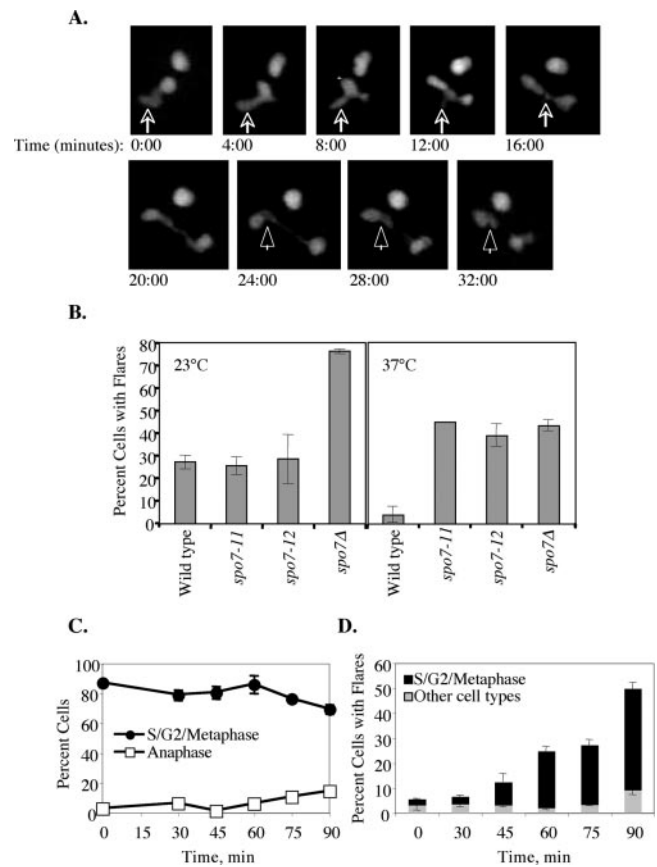 A.
Time (minutes): 0:00 4:00 8:00 12:00 16:00
20:00 24:00 28:00 32:00
B.
Percent Cells with Flares
80
70
60
50
40
30
20
10
0
23°C
37°C
Wild type
spo7-11
spo7-12
spo7Δ
Wild type
spo7-11
spo7-12
spo7Δ
C.
Percent Cells
100
80
60
40
20
0
S/G2/Metaphase
Anaphase
0 15 30 45 60 75 90
Time, min
D.
Percent Cells with Flares
60
50
40
30
20
10
0
S/G2/Metaphase
Other cell types
0 30 45 60 75 90
Time, min